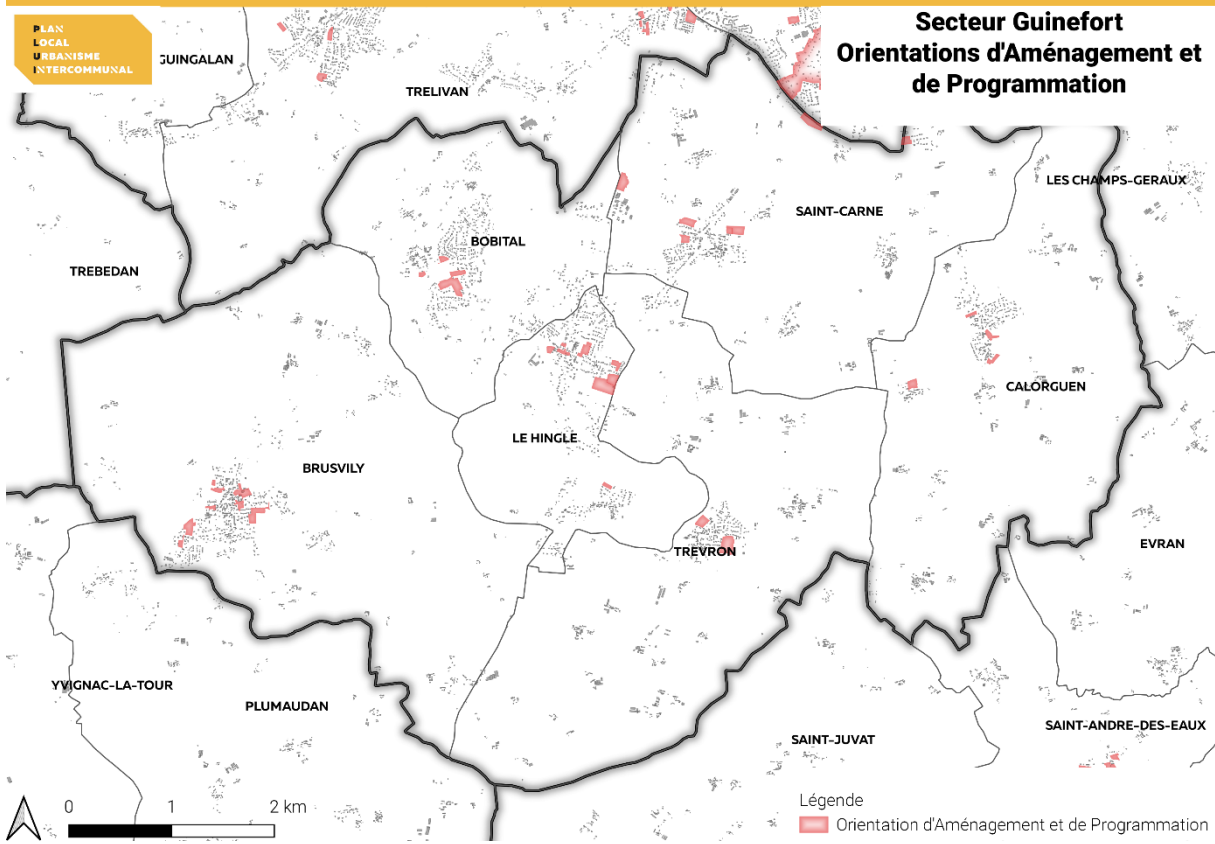 PLAN
LOCAL
URBANISME
INTERCOMMUNAL
Secteur Guinefort
Orientations d'Aménagement et
de Programmation
GUINGALAN
TRELIVAN
LES CHAMPS-GERAUX
SAINT-CARNE
BOBITAL
TREBEDAN
CALORGUEN
LE HINGLE
BRUSVILY
EVRAN
TREVRON
YVIGNAC-LA-TOUR
PLUMAUDAN
SAINT-ANDRE-DES-EAUX
SAINT-JUVAT
0 1 2 km
Légende
Orientation d'Aménagement et de Programmation